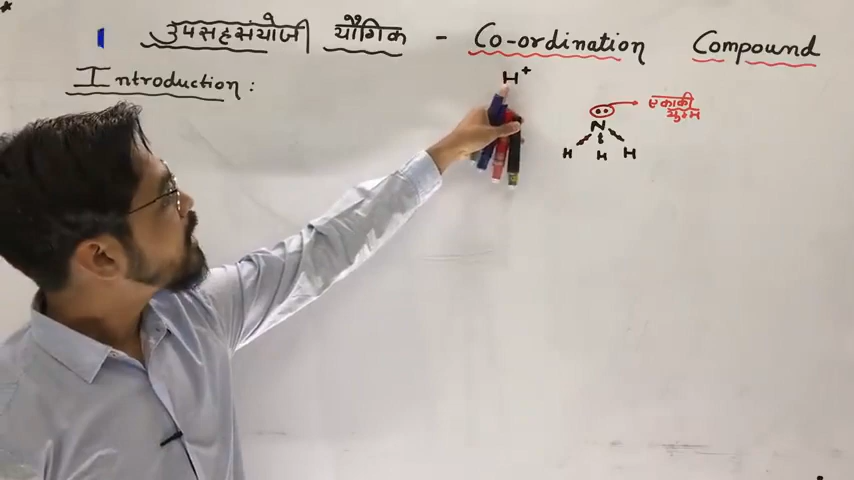 उपसहसंयोजी यौगिक - Co-ordination Compound
Introduction :
H⁺
एकाकी
युग्म
N
H H H